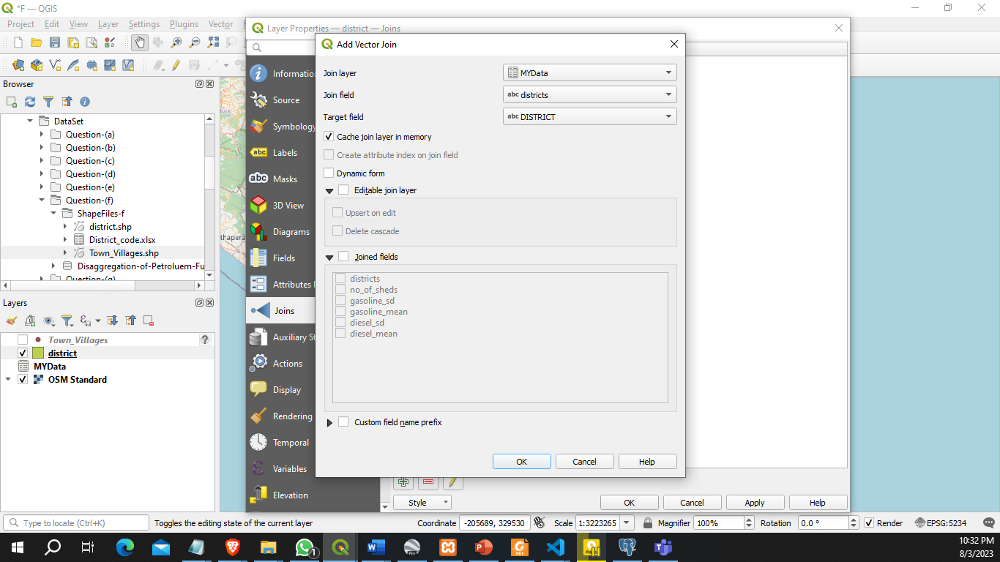 *F — QGIS
Project Edit View Layer Settings Plugins Vector
Layer Properties — district — Joins
Add Vector Join
Join layer MYData
Join field abc districts
Target field abc DISTRICT
Cache join layer in memory
Create attribute index on join field
Dynamic form
Editable join layer
Upsert on edit
Delete cascade
Joined fields
districts
no_of_sheds
gasoline_sd
gasoline_mean
diesel_sd
diesel_mean
Custom field name prefix
OK Cancel Help
Informatio
Source
Symbology
abc Labels
abc Masks
3D View
Diagrams
Fields
Attributes
Joins
Auxiliary St
Actions
Display
Rendering
Temporal
Variables
Elevation
Style OK Cancel Apply Help
Browser
DataSet
Question-(a)
Question-(b)
Question-(c)
Question-(d)
Question-(e)
Question-(f)
ShapeFiles-f
district.shp
District_code.xlsx
Town_Villages.shp
Disaggregation-of-Petroluem-Fu
Question-(g)
thapura
Layers
Town_Villages ?
district
MYData
OSM Standard
Type to locate (Ctrl+K) Toggles the editing state of the current layer Coordinate -205689, 329530 Scale 1:3223265 Magnifier 100% Rotation 0.0 ° Render EPSG:5234
1
10:32 PM
8/3/2023